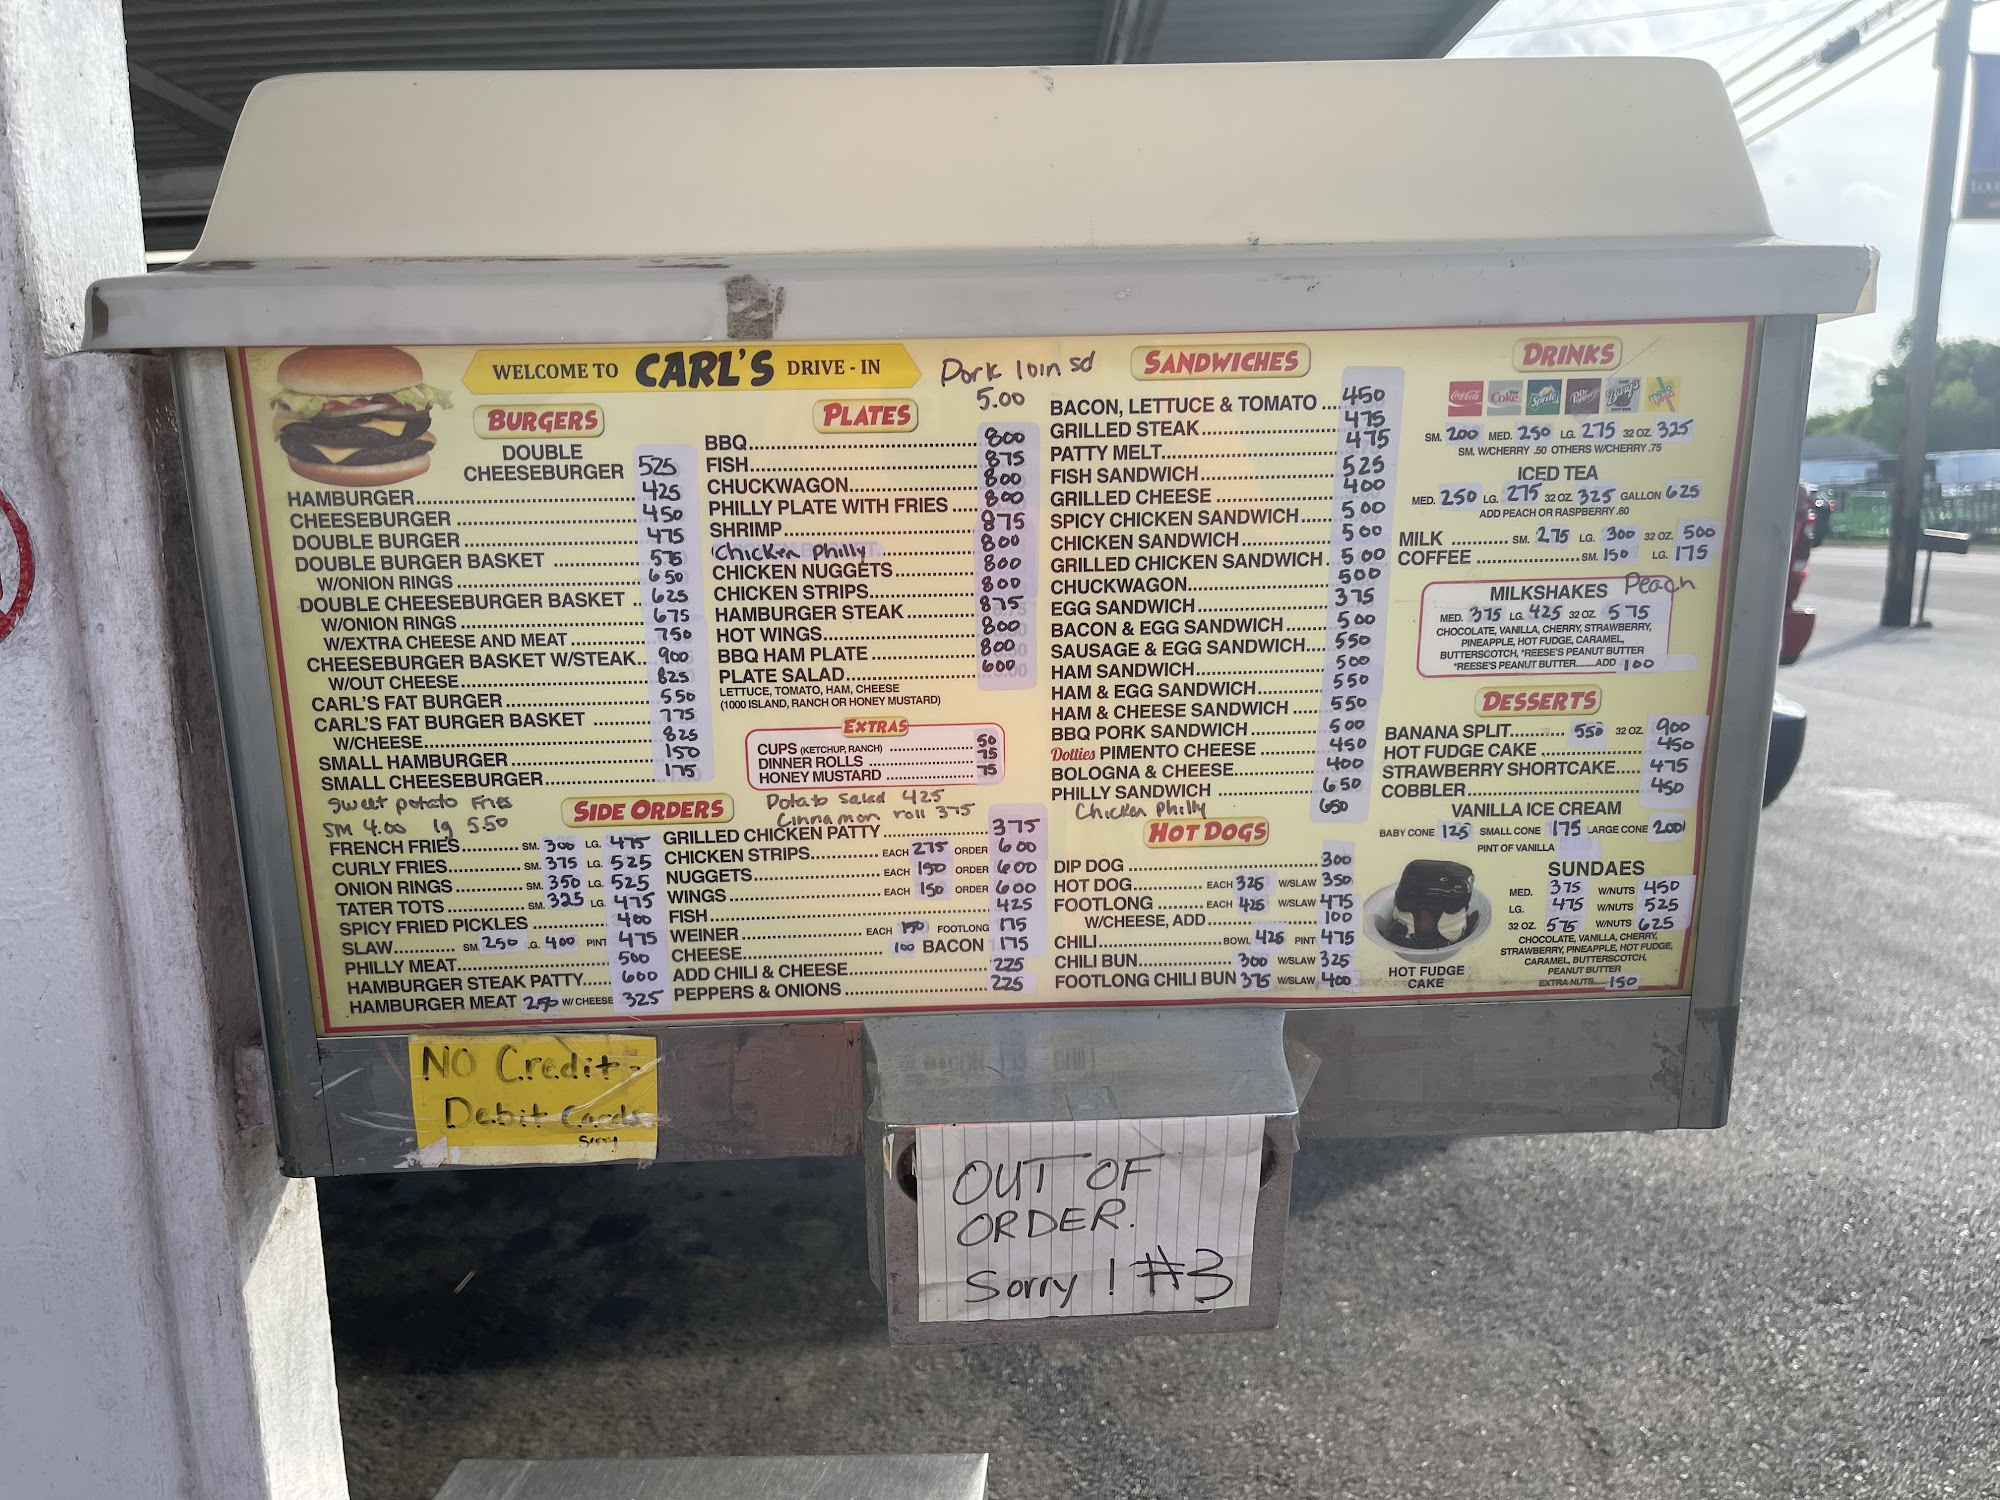 WELCOME TO CARL'S DRIVE - IN
Pork loin sd
5.00
BURGERS
DOUBLE
CHEESEBURGER 525
HAMBURGER 425
CHEESEBURGER 450
DOUBLE BURGER 475
DOUBLE BURGER BASKET 575
W/ONION RINGS 650
DOUBLE CHEESEBURGER BASKET 625
W/ONION RINGS 675
W/EXTRA CHEESE AND MEAT 750
CHEESEBURGER BASKET W/STEAK 900
W/OUT CHEESE 825
CARL'S FAT BURGER 550
CARL'S FAT BURGER BASKET 775
W/CHEESE 825
SMALL HAMBURGER 150
SMALL CHEESEBURGER 175
PLATES
BBQ 800
FISH 875
CHUCKWAGON 800
PHILLY PLATE WITH FRIES 800
SHRIMP 875
Chicken Philly 800
CHICKEN NUGGETS 800
CHICKEN STRIPS 800
HAMBURGER STEAK 875
HOT WINGS 800
BBQ HAM PLATE 800
PLATE SALAD 600
LETTUCE, TOMATO, HAM, CHEESE
(1000 ISLAND, RANCH OR HONEY MUSTARD)
EXTRAS
CUPS (KETCHUP, RANCH) 50
DINNER ROLLS 75
HONEY MUSTARD 75
Sweet potato Fries
SM 4.00 lg 5.50
SIDE ORDERS
Potato Salad 425
Cinnamon roll 375
FRENCH FRIES SM. 300 LG. 475
CURLY FRIES SM. 375 LG. 525
ONION RINGS SM. 350 LG. 525
TATER TOTS SM. 325 LG. 475
SPICY FRIED PICKLES 400
SLAW SM. 250 LG. 400 PINT 475
PHILLY MEAT 500
HAMBURGER STEAK PATTY 600
HAMBURGER MEAT 250 W/ CHEESE 325
GRILLED CHICKEN PATTY 375
CHICKEN STRIPS EACH 275 ORDER 600
NUGGETS EACH 150 ORDER 600
WINGS EACH 150 ORDER 600
FISH 425
WEINER EACH 150 FOOTLONG 175
CHEESE 100 BACON 175
ADD CHILI & CHEESE 225
PEPPERS & ONIONS 225
SANDWICHES
BACON, LETTUCE & TOMATO 450
GRILLED STEAK 475
PATTY MELT 475
FISH SANDWICH 525
GRILLED CHEESE 400
SPICY CHICKEN SANDWICH 500
CHICKEN SANDWICH 500
GRILLED CHICKEN SANDWICH 500
CHUCKWAGON 500
EGG SANDWICH 375
BACON & EGG SANDWICH 500
SAUSAGE & EGG SANDWICH 550
HAM SANDWICH 500
HAM & EGG SANDWICH 550
HAM & CHEESE SANDWICH 550
BBQ PORK SANDWICH 500
Dotties PIMENTO CHEESE 450
BOLOGNA & CHEESE 400
PHILLY SANDWICH 650
Chicken Philly 650
HOT DOGS
DIP DOG 300
HOT DOG EACH 325 W/SLAW 350
FOOTLONG EACH 425 W/SLAW 475
W/CHEESE, ADD 100
CHILI BOWL 425 PINT 475
CHILI BUN 300 W/SLAW 325
FOOTLONG CHILI BUN 375 W/SLAW 400
DRINKS
Coca-Cola Coke Sprite Dr Pepper Barq's
SM. 200 MED. 250 LG. 275 32 OZ. 325
SM. W/CHERRY .50 OTHERS W/CHERRY .75
ICED TEA
MED. 250 LG. 275 32 OZ. 325 GALLON 625
ADD PEACH OR RASPBERRY .60
MILK SM. 275 LG. 300 32 OZ. 500
COFFEE SM. 150 LG. 175
MILKSHAKES Peach
MED. 375 LG. 425 32 OZ. 575
CHOCOLATE, VANILLA, CHERRY, STRAWBERRY,
PINEAPPLE, HOT FUDGE, CARAMEL,
BUTTERSCOTCH, *REESE'S PEANUT BUTTER
*REESE'S PEANUT BUTTER ADD 100
DESSERTS
BANANA SPLIT 550 32 OZ. 900
HOT FUDGE CAKE 450
STRAWBERRY SHORTCAKE 475
COBBLER 450
VANILLA ICE CREAM
BABY CONE 125 SMALL CONE 175 LARGE CONE 200
PINT OF VANILLA
SUNDAES
MED. 375 W/NUTS 450
LG. 475 W/NUTS 525
32 OZ. 575 W/NUTS 625
CHOCOLATE, VANILLA, CHERRY,
STRAWBERRY, PINEAPPLE, HOT FUDGE,
CARAMEL, BUTTERSCOTCH,
PEANUT BUTTER
EXTRA NUTS 150
HOT FUDGE
CAKE
NO Credit-
Debit Cards
Sorry
OUT OF
ORDER.
Sorry ! #3